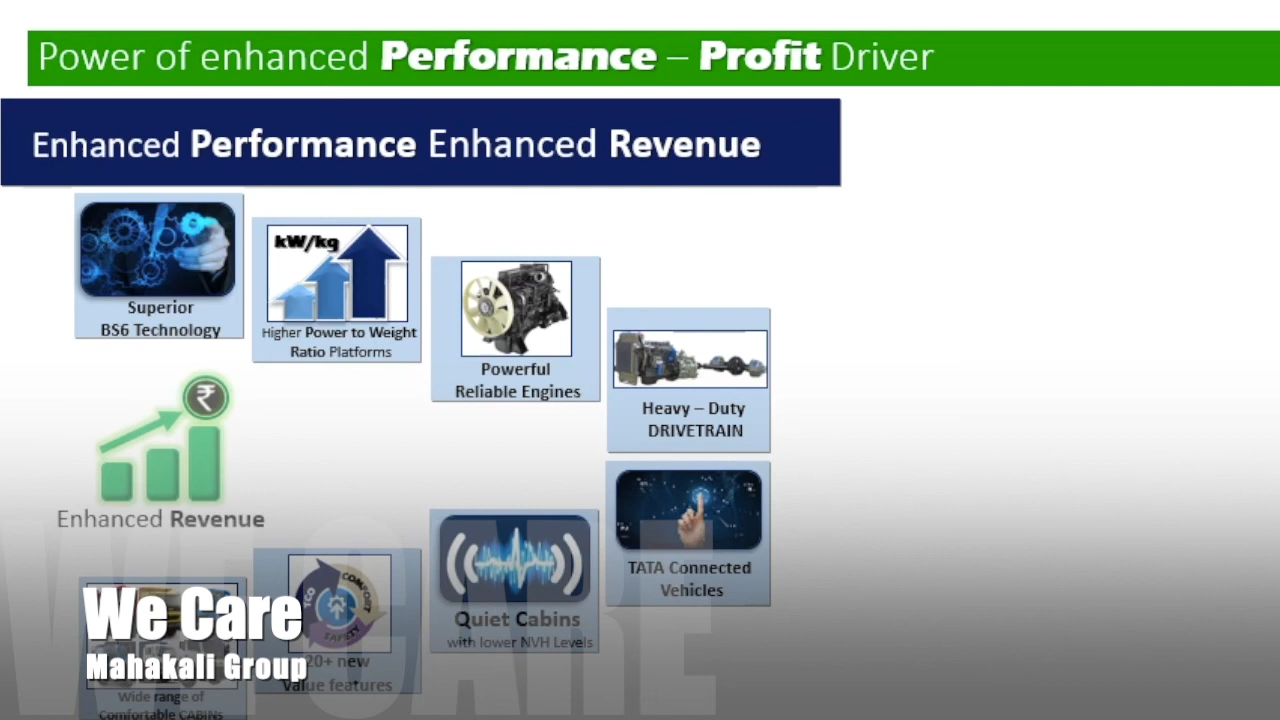 Power of enhanced Performance – Profit Driver
Enhanced Performance Enhanced Revenue
Superior
BS6 Technology
kW/kg
Higher Power to Weight
Ratio Platforms
Powerful
Reliable Engines
Heavy – Duty
DRIVETRAIN
₹
Enhanced Revenue
TATA Connected
Vehicles
Quiet Cabins
with lower NVH Levels
COMFORT
SAFETY
20+ new
Value features
Wide range of
Comfortable CABINs
WE CARE
We Care
Mahakali Group